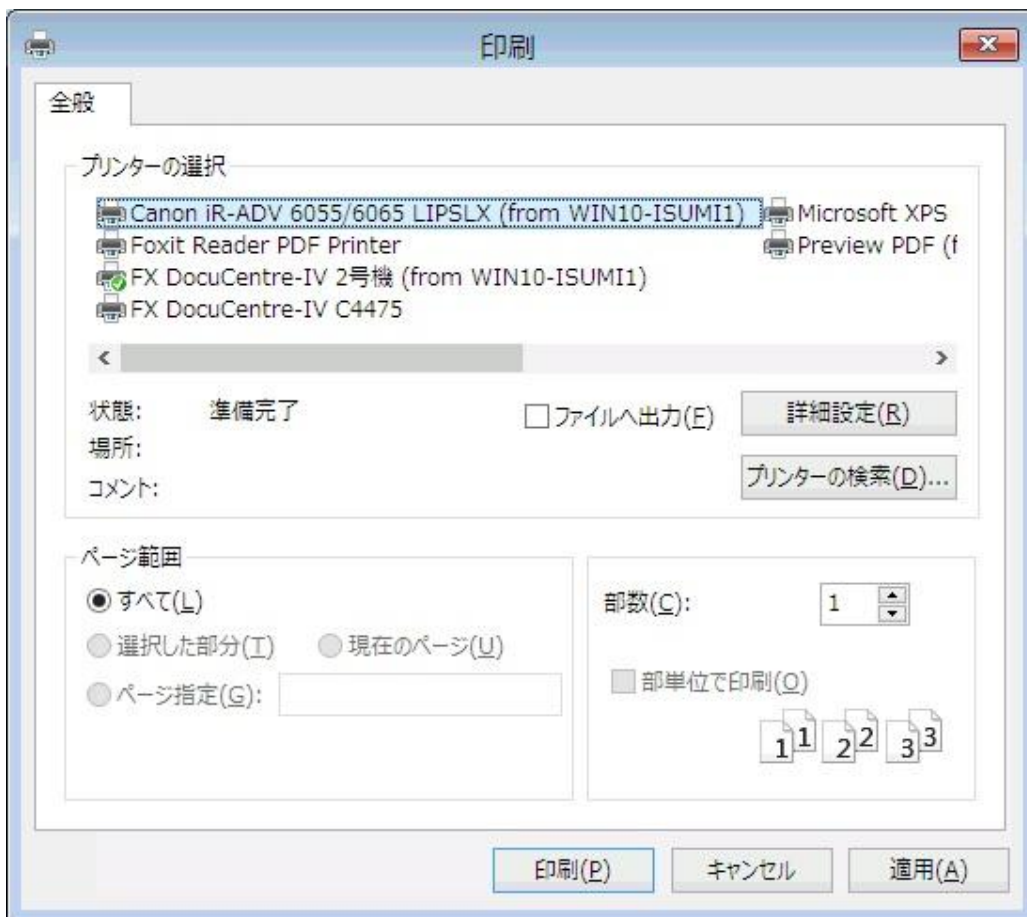 印刷
全般
プリンターの選択
Canon iR-ADV 6055/6065 LIPSLX (from WIN10-ISUMI1)
Microsoft XPS
Foxit Reader PDF Printer
Preview PDF (f
FX DocuCentre-IV 2号機 (from WIN10-ISUMI1)
FX DocuCentre-IV C4475
状態: 準備完了
ファイルへ出力(F)
詳細設定(R)
場所:
コメント:
プリンターの検索(D)...
ページ範囲
すべて(L)
選択した部分(T)
現在のページ(U)
ページ指定(G):
部数(C): 1
部単位で印刷(O)
1 1 2 2 3 3
印刷(P)
キャンセル
適用(A)